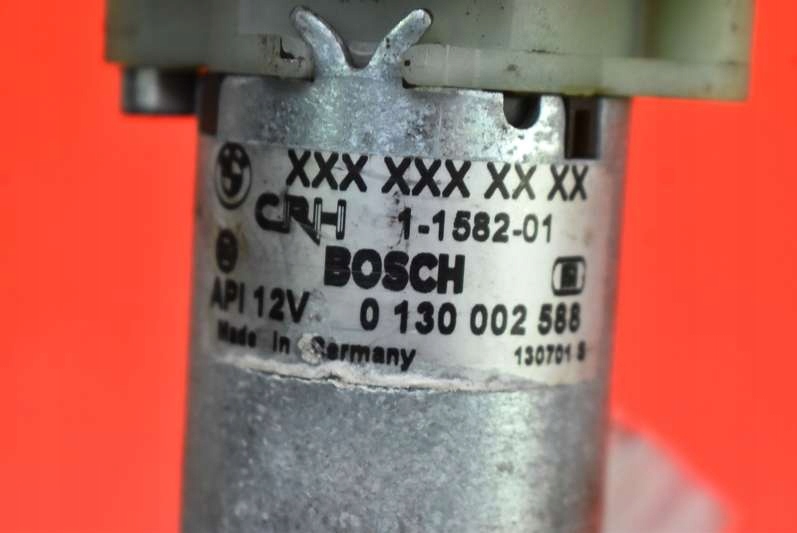 XXX XXX XX XX
CRH 1-1582-01
BOSCH
API 12V 0 130 002 588
Made in Germany 130701 S